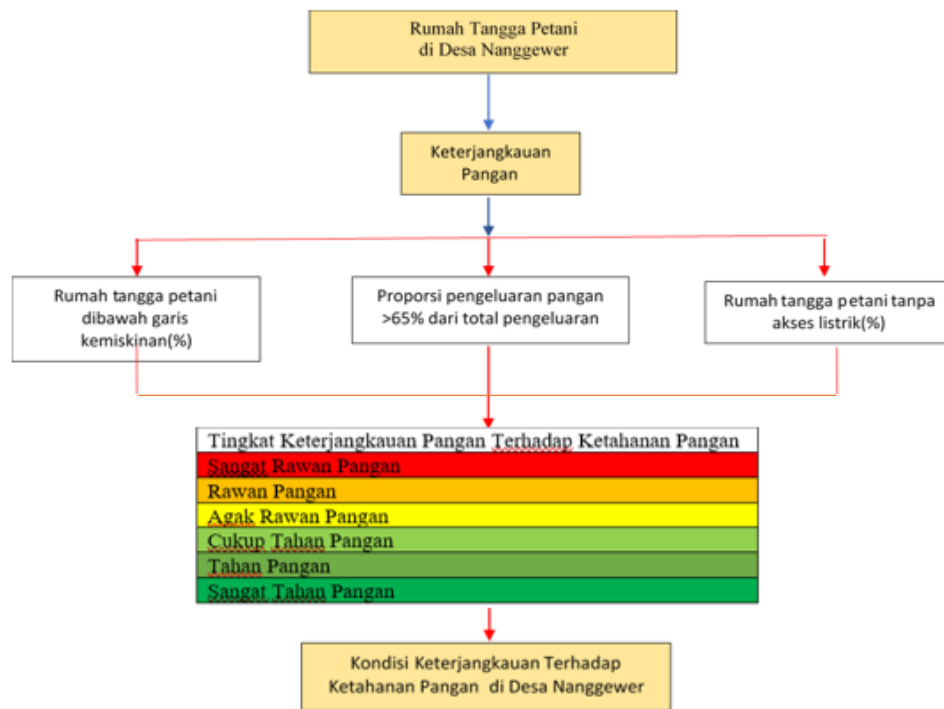 Rumah Tangga Petani
di Desa Nanggewer
Keterjangkauan
Pangan
Rumah tangga petani
dibawah garis
kemiskinan(%)
Proporsi pengeluaran pangan
>65% dari total pengeluaran
Rumah tangga petani tanpa
akses listrik(%)
Tingkat Keterjangkauan Pangan Terhadap Ketahanan Pangan
Sangat Rawan Pangan
Rawan Pangan
Agak Rawan Pangan
Cukup Tahan Pangan
Tahan Pangan
Sangat Tahan Pangan
Kondisi Keterjangkauan Terhadap
Ketahanan Pangan di Desa Nanggewer